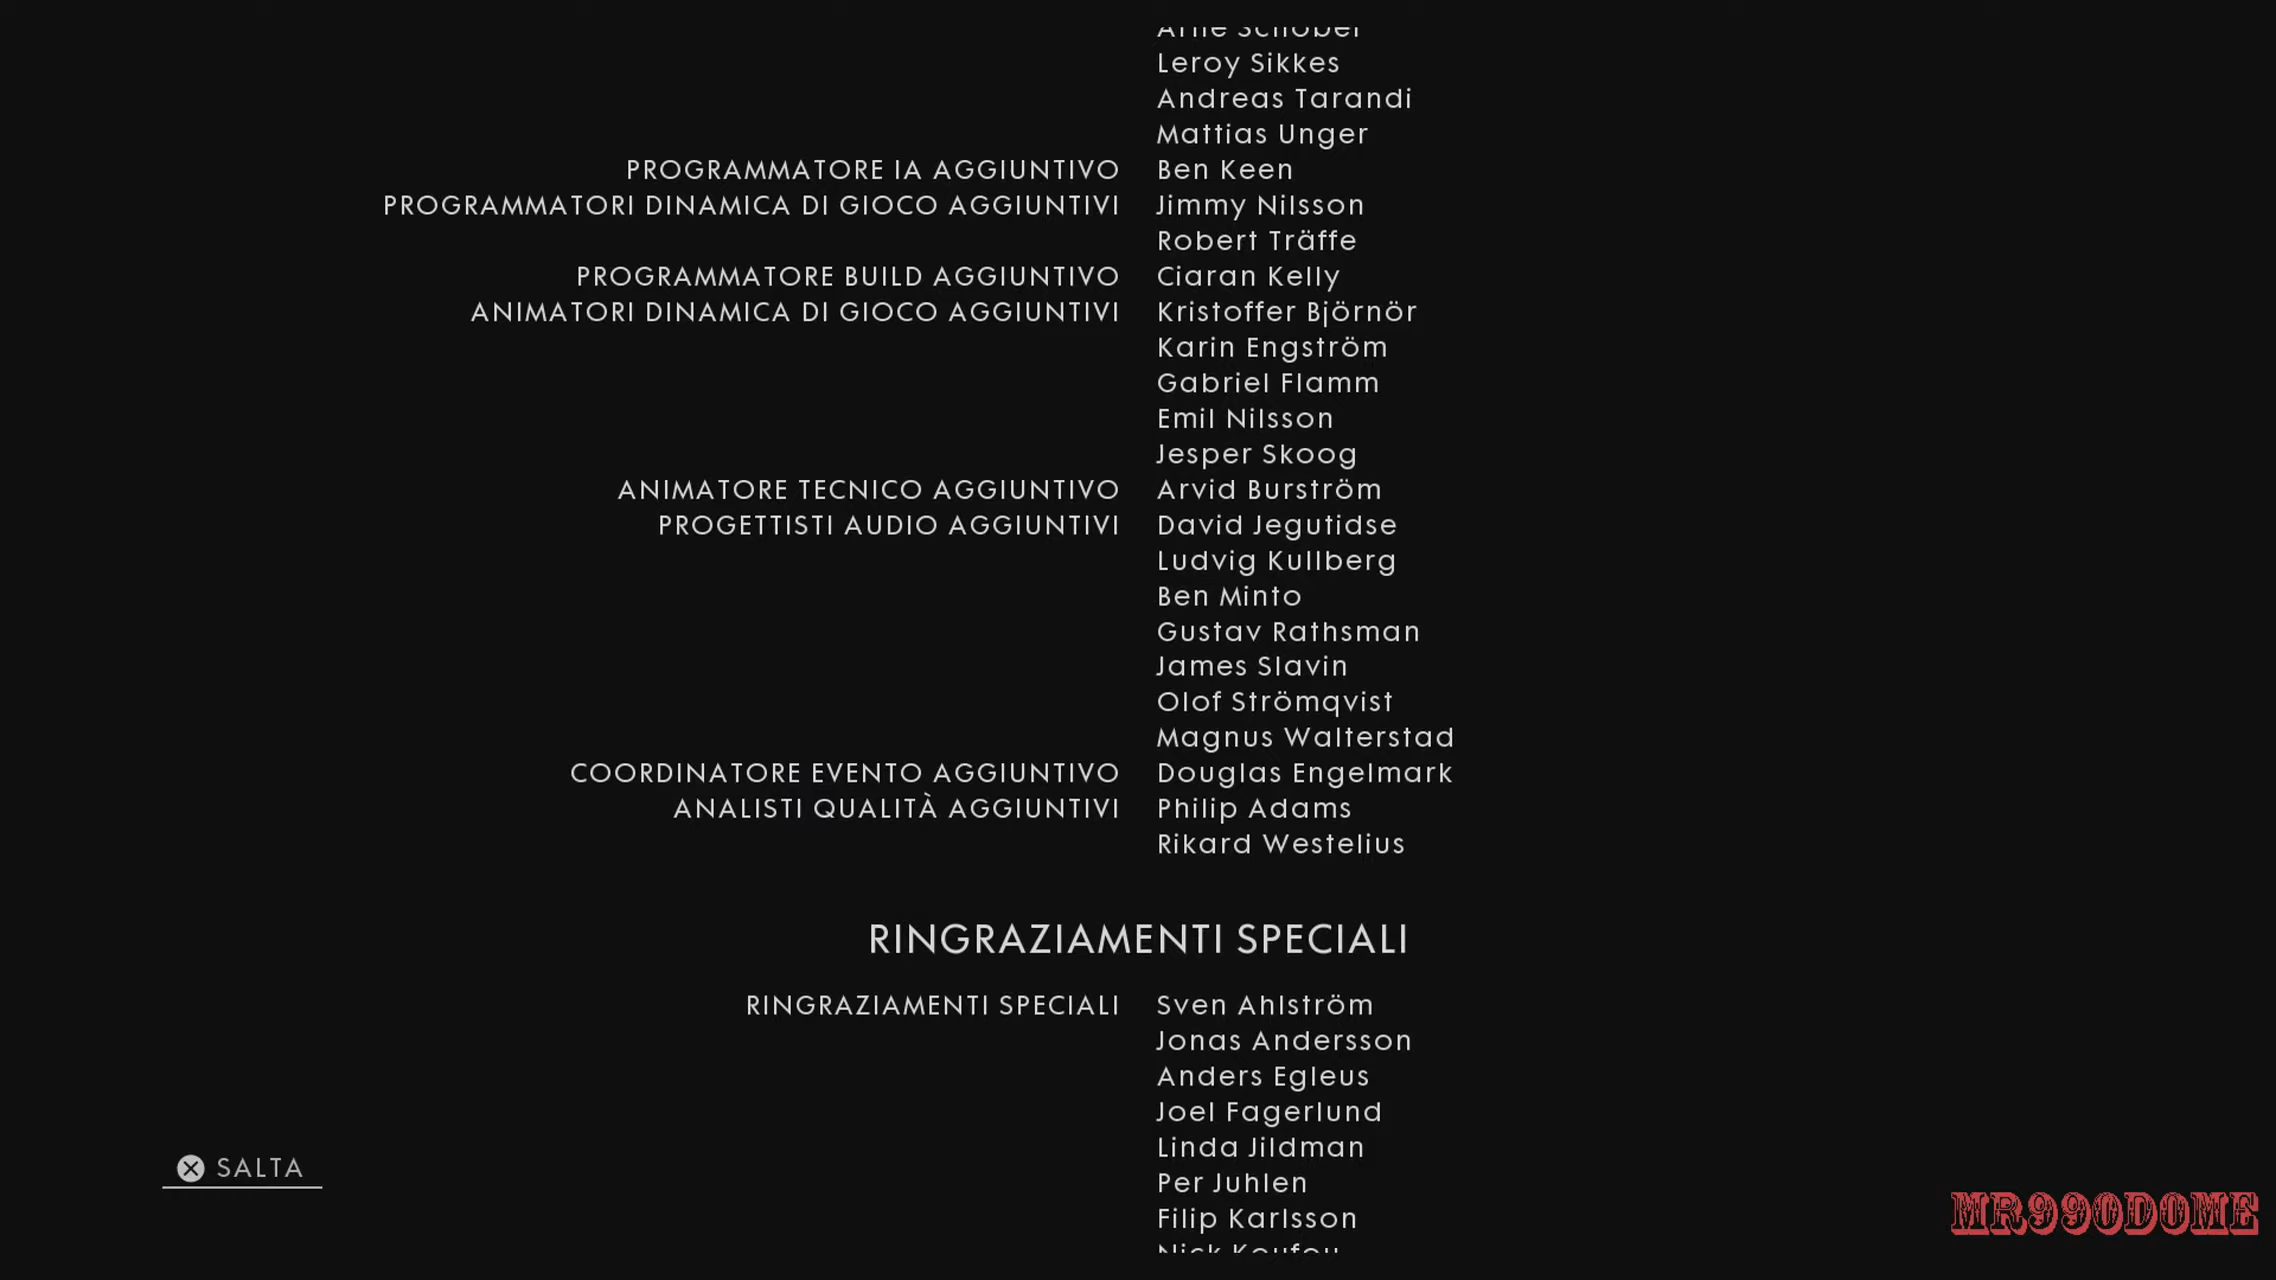 Arne Schober
Leroy Sikkes
Andreas Tarandi
Mattias Unger
PROGRAMMATORE IA AGGIUNTIVO Ben Keen
PROGRAMMATORI DINAMICA DI GIOCO AGGIUNTIVI Jimmy Nilsson
Robert Träffe
PROGRAMMATORE BUILD AGGIUNTIVO Ciaran Kelly
ANIMATORI DINAMICA DI GIOCO AGGIUNTIVI Kristoffer Björnör
Karin Engström
Gabriel Flamm
Emil Nilsson
Jesper Skoog
ANIMATORE TECNICO AGGIUNTIVO Arvid Burström
PROGETTISTI AUDIO AGGIUNTIVI David Jegutidse
Ludvig Kullberg
Ben Minto
Gustav Rathsman
James Slavin
Olof Strömqvist
Magnus Walterstad
COORDINATORE EVENTO AGGIUNTIVO Douglas Engelmark
ANALISTI QUALITÀ AGGIUNTIVI Philip Adams
Rikard Westelius
RINGRAZIAMENTI SPECIALI
RINGRAZIAMENTI SPECIALI Sven Ahlström
Jonas Andersson
Anders Egleus
Joel Fagerlund
Linda Jildman
Per Juhlen
Filip Karlsson
SALTA
MR990DOME